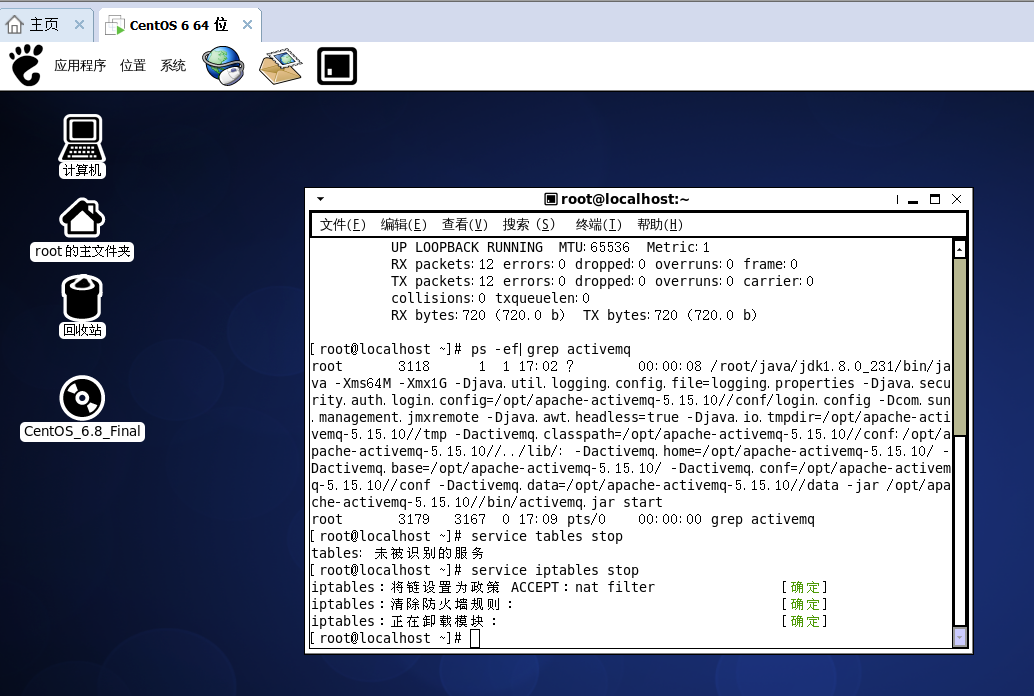 主页
CentOS 6 64 位
应用程序 位置 系统
计算机
root 的主文件夹
回收站
CentOS_6.8_Final
root@localhost:~
文件(F) 编辑(E) 查看(V) 搜索 (S) 终端(T) 帮助(H)
UP LOOPBACK RUNNING MTU:65536 Metric:1
RX packets:12 errors:0 dropped:0 overruns:0 frame:0
TX packets:12 errors:0 dropped:0 overruns:0 carrier:0
collisions:0 txqueuelen:0
RX bytes:720 (720.0 b) TX bytes:720 (720.0 b)
[root@localhost ~]# ps -ef|grep activemq
root 3118 1 1 17:02 ? 00:00:08 /root/java/jdk1.8.0_231/bin/ja
va -Xms64M -Xmx1G -Djava.util.logging.config.file=logging.properties -Djava.secu
rity.auth.login.config=/opt/apache-activemq-5.15.10//conf/login.config -Dcom.sun
.management.jmxremote -Djava.awt.headless=true -Djava.io.tmpdir=/opt/apache-acti
vemq-5.15.10//tmp -Dactivemq.classpath=/opt/apache-activemq-5.15.10//conf:/opt/a
pache-activemq-5.15.10//../lib/: -Dactivemq.home=/opt/apache-activemq-5.15.10/ -
Dactivemq.base=/opt/apache-activemq-5.15.10/ -Dactivemq.conf=/opt/apache-activem
q-5.15.10//conf -Dactivemq.data=/opt/apache-activemq-5.15.10//data -jar /opt/apa
che-activemq-5.15.10//bin/activemq.jar start
root 3179 3167 0 17:09 pts/0 00:00:00 grep activemq
[root@localhost ~]# service tables stop
tables: 未被识别的服务
[root@localhost ~]# service iptables stop
iptables：将链设置为政策 ACCEPT：nat filter [确定]
iptables：清除防火墙规则： [确定]
iptables：正在卸载模块： [确定]
[root@localhost ~]#